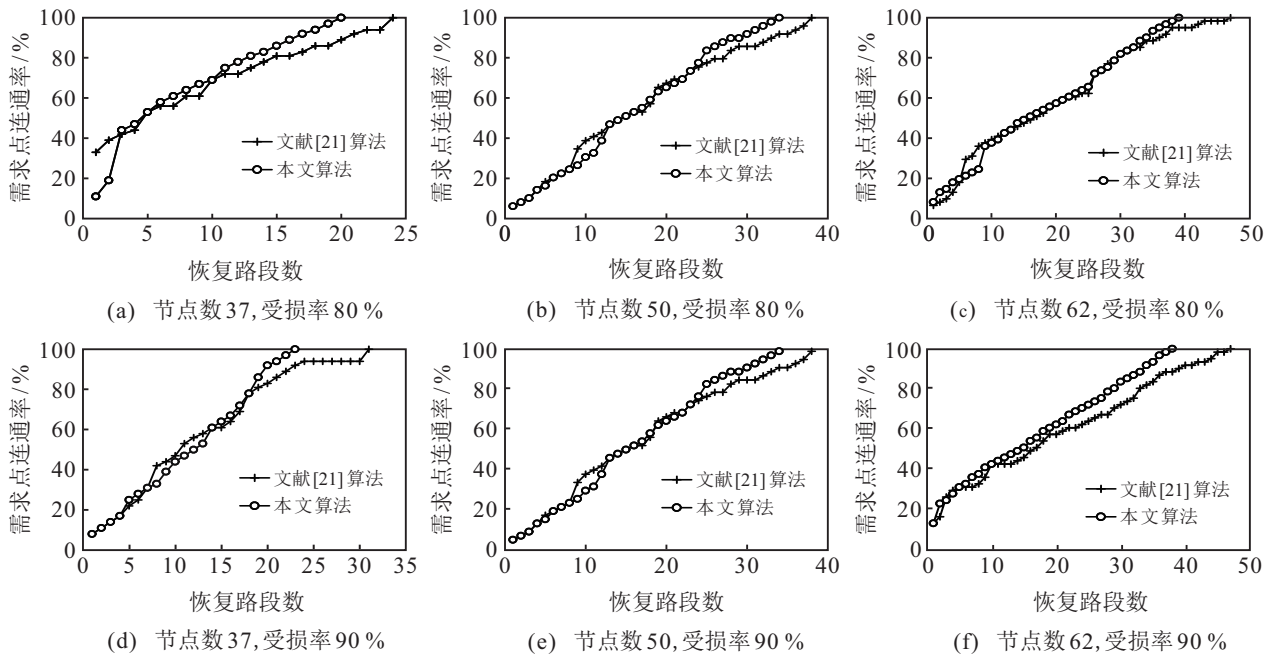 100
80
60
40
20
0
需求点连通率/%
文献[21]算法
本文算法
0 5 10 15 20 25
恢复路段数
(a) 节点数37,受损率80 %
100
80
60
40
20
0
需求点连通率/%
文献[21]算法
本文算法
0 10 20 30 40
恢复路段数
(b) 节点数50,受损率80 %
100
80
60
40
20
0
需求点连通率/%
文献[21]算法
本文算法
0 10 20 30 40 50
恢复路段数
(c) 节点数62,受损率80 %
100
80
60
40
20
0
需求点连通率/%
文献[21]算法
本文算法
0 5 10 15 20 25 30 35
恢复路段数
(d) 节点数37,受损率90 %
100
80
60
40
20
0
需求点连通率/%
文献[21]算法
本文算法
0 10 20 30 40
恢复路段数
(e) 节点数50,受损率90 %
100
80
60
40
20
0
需求点连通率/%
文献[21]算法
本文算法
0 10 20 30 40 50
恢复路段数
(f) 节点数62,受损率90 %